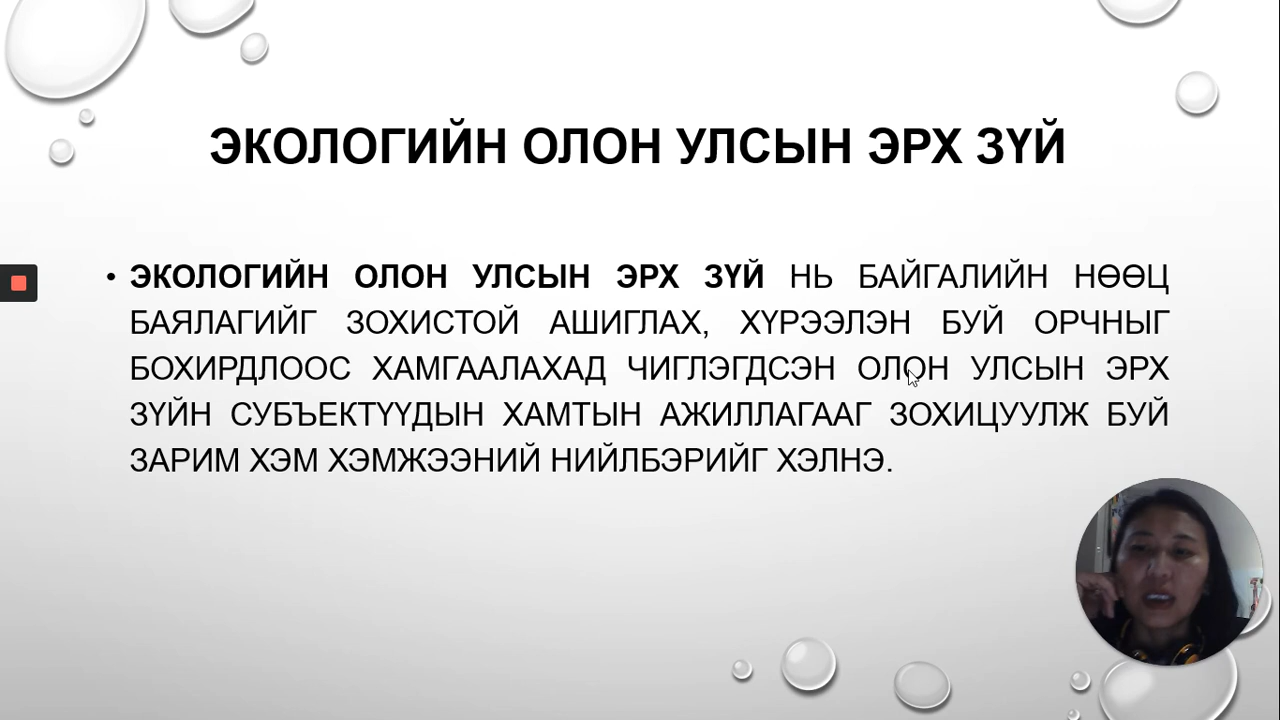 ЭКОЛОГИЙН ОЛОН УЛСЫН ЭРХ ЗҮЙ
• ЭКОЛОГИЙН ОЛОН УЛСЫН ЭРХ ЗҮЙ НЬ БАЙГАЛИЙН НӨӨЦ
БАЯЛАГИЙГ ЗОХИСТОЙ АШИГЛАХ, ХҮРЭЭЛЭН БУЙ ОРЧНЫГ
БОХИРДЛООС ХАМГААЛАХАД ЧИГЛЭГДСЭН ОЛОН УЛСЫН ЭРХ
ЗҮЙН СУБЪЕКТҮҮДЫН ХАМТЫН АЖИЛЛАГААГ ЗОХИЦУУЛЖ БУЙ
ЗАРИМ ХЭМ ХЭМЖЭЭНИЙ НИЙЛБЭРИЙГ ХЭЛНЭ.